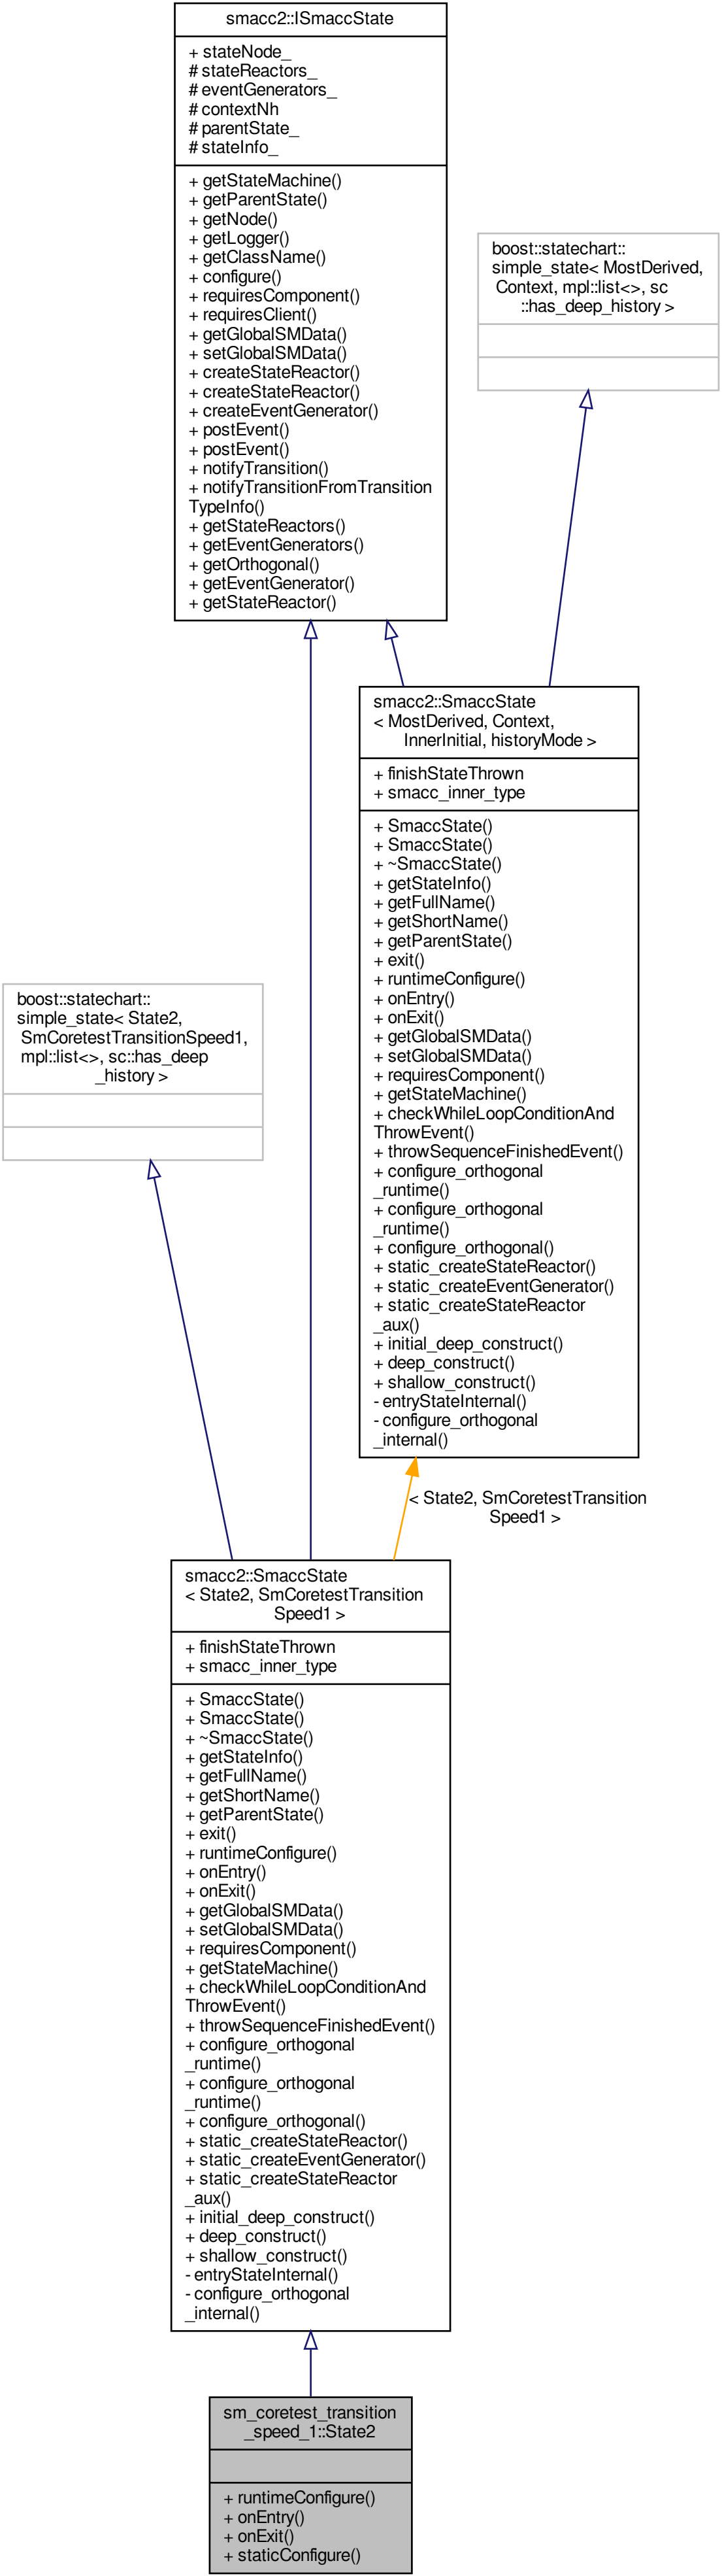 smacc2::ISmaccState
+ stateNode_
# stateReactors_
# eventGenerators_
# contextNh
# parentState_
# stateInfo_
+ getStateMachine()
+ getParentState()
+ getNode()
+ getLogger()
+ getClassName()
+ configure()
+ requiresComponent()
+ requiresClient()
+ getGlobalSMData()
+ setGlobalSMData()
+ createStateReactor()
+ createStateReactor()
+ createEventGenerator()
+ postEvent()
+ postEvent()
+ notifyTransition()
+ notifyTransitionFromTransition
TypeInfo()
+ getStateReactors()
+ getEventGenerators()
+ getOrthogonal()
+ getEventGenerator()
+ getStateReactor()
boost::statechart::
simple_state< MostDerived,
Context, mpl::list<>, sc
::has_deep_history >
smacc2::SmaccState
< MostDerived, Context,
InnerInitial, historyMode >
+ finishStateThrown
+ smacc_inner_type
+ SmaccState()
+ SmaccState()
+ ~SmaccState()
+ getStateInfo()
+ getFullName()
+ getShortName()
+ getParentState()
+ exit()
+ runtimeConfigure()
+ onEntry()
+ onExit()
+ getGlobalSMData()
+ setGlobalSMData()
+ requiresComponent()
+ getStateMachine()
+ checkWhileLoopConditionAnd
ThrowEvent()
+ throwSequenceFinishedEvent()
+ configure_orthogonal
_runtime()
+ configure_orthogonal
_runtime()
+ configure_orthogonal()
+ static_createStateReactor()
+ static_createEventGenerator()
+ static_createStateReactor
_aux()
+ initial_deep_construct()
+ deep_construct()
+ shallow_construct()
- entryStateInternal()
- configure_orthogonal
_internal()
boost::statechart::
simple_state< State2,
SmCoretestTransitionSpeed1,
mpl::list<>, sc::has_deep
_history >
< State2, SmCoretestTransition
Speed1 >
smacc2::SmaccState
< State2, SmCoretestTransition
Speed1 >
+ finishStateThrown
+ smacc_inner_type
+ SmaccState()
+ SmaccState()
+ ~SmaccState()
+ getStateInfo()
+ getFullName()
+ getShortName()
+ getParentState()
+ exit()
+ runtimeConfigure()
+ onEntry()
+ onExit()
+ getGlobalSMData()
+ setGlobalSMData()
+ requiresComponent()
+ getStateMachine()
+ checkWhileLoopConditionAnd
ThrowEvent()
+ throwSequenceFinishedEvent()
+ configure_orthogonal
_runtime()
+ configure_orthogonal
_runtime()
+ configure_orthogonal()
+ static_createStateReactor()
+ static_createEventGenerator()
+ static_createStateReactor
_aux()
+ initial_deep_construct()
+ deep_construct()
+ shallow_construct()
- entryStateInternal()
- configure_orthogonal
_internal()
sm_coretest_transition
_speed_1::State2
+ runtimeConfigure()
+ onEntry()
+ onExit()
+ staticConfigure()